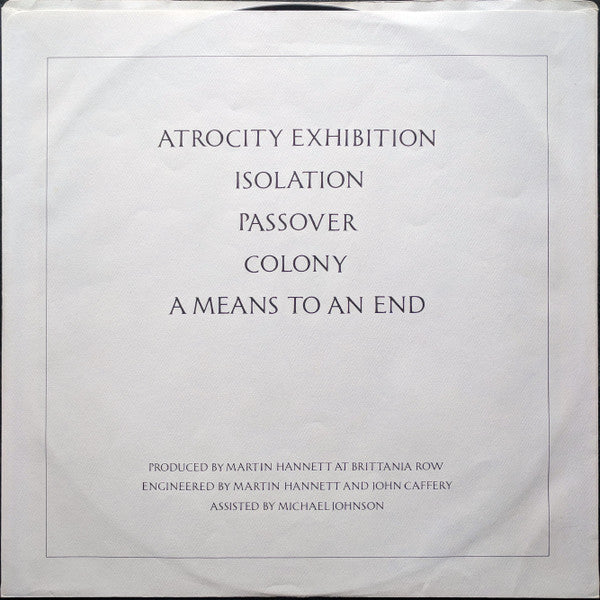 ATROCITY EXHIBITION
ISOLATION
PASSOVER
COLONY
A MEANS TO AN END
PRODUCED BY MARTIN HANNETT AT BRITTANIA ROW
ENGINEERED BY MARTIN HANNETT AND JOHN CAFFERY
ASSISTED BY MICHAEL JOHNSON